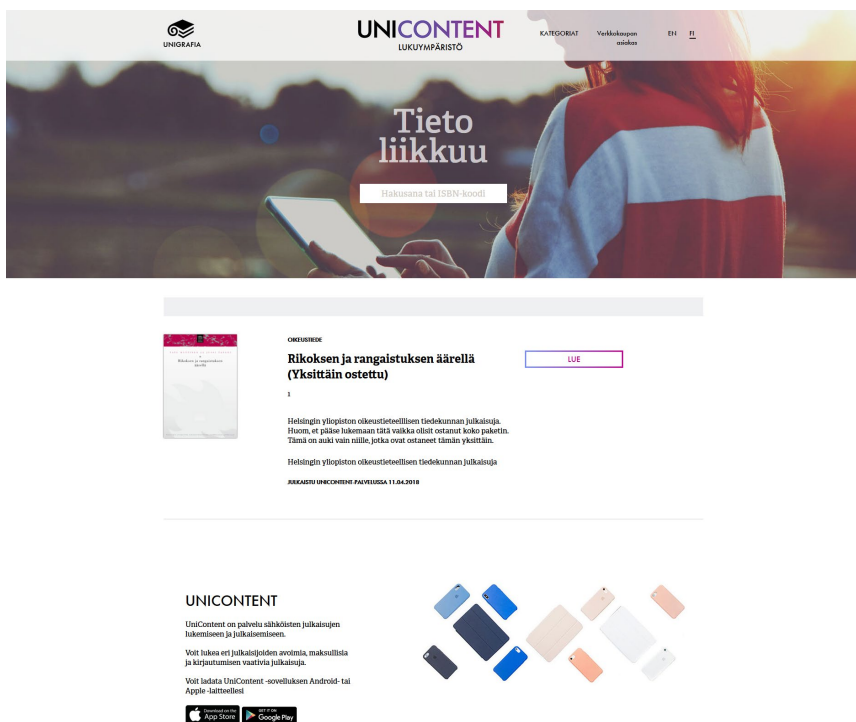 UNIGRAFIA
UNICONTENT
LUKUYMPÄRISTÖ
KATEGORIAT
Verkkokaupan
asiakas
EN FI
Tieto
liikkuu
Hakusana tai ISBN-koodi
OIKEUSTIEDE
Rikoksen ja rangaistuksen äärellä
(Yksittäin ostettu)
LUE
1
Rikoksen ja rangaistuksen
äärellä
Helsingin yliopiston oikeustieteelllisen tiedekunnan julkaisuja.
Huom, et pääse lukemaan tätä vaikka olisit ostanut koko paketin.
Tämä on auki vain niille, jotka ovat ostaneet tämän yksittäin.
Helsingin yliopiston oikeustieteellisen tiedekunnan julkaisuja
JULKAISTU UNICONTENT-PALVELUSSA 11.04.2018
UNICONTENT
UniContent on palvelu sähköisten julkaisujen
lukemiseen ja julkaisemiseen.
Voit lukea eri julkaisijoiden avoimia, maksullisia
ja kirjautumisen vaativia julkaisuja.
Voit ladata UniContent -sovelluksen Android- tai
Apple -laitteellesi
Download on the
App Store
GET IT ON
Google Play